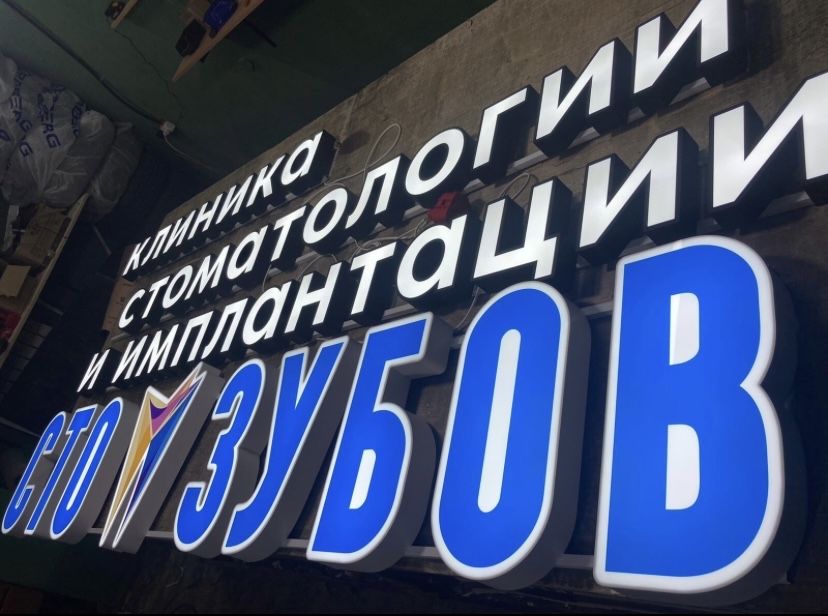 клиника
стоматологии
и имплантации
СТО ЗУБОВ